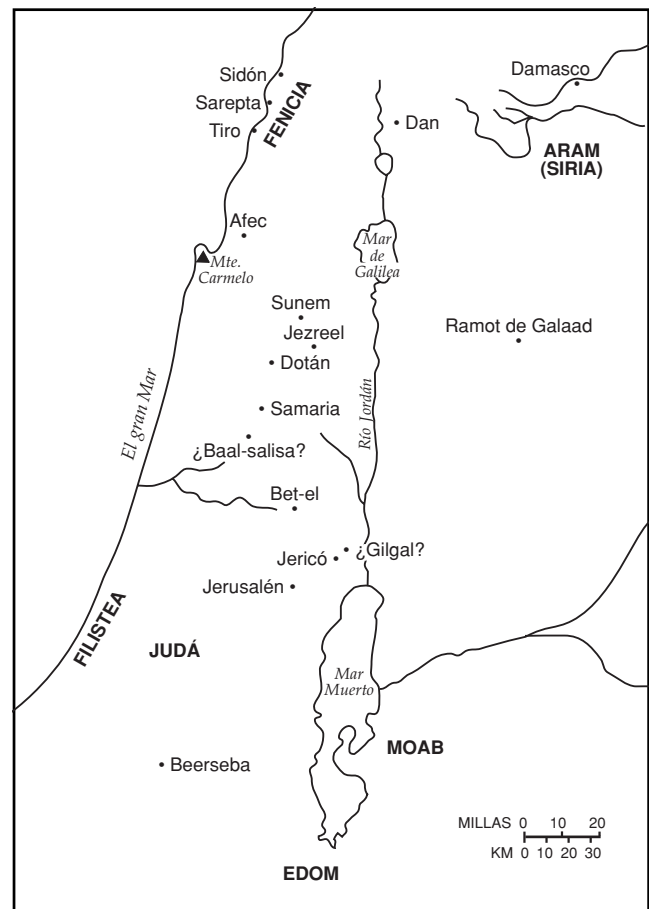 Sidón
Damasco
Sarepta
FENICIA
Tiro
Dan
ARAM
(SIRIA)
Afec
Mte.
Carmelo
Mar
de
Galilea
Sunem
Jezreel
Ramot de Galaad
Dotán
El gran Mar
Río Jordán
Samaria
¿Baal-salisa?
Bet-el
¿Gilgal?
Jericó
Jerusalén
FILISTEA
JUDÁ
Mar
Muerto
MOAB
Beerseba
MILLAS 0 10 20
KM 0 10 20 30
EDOM